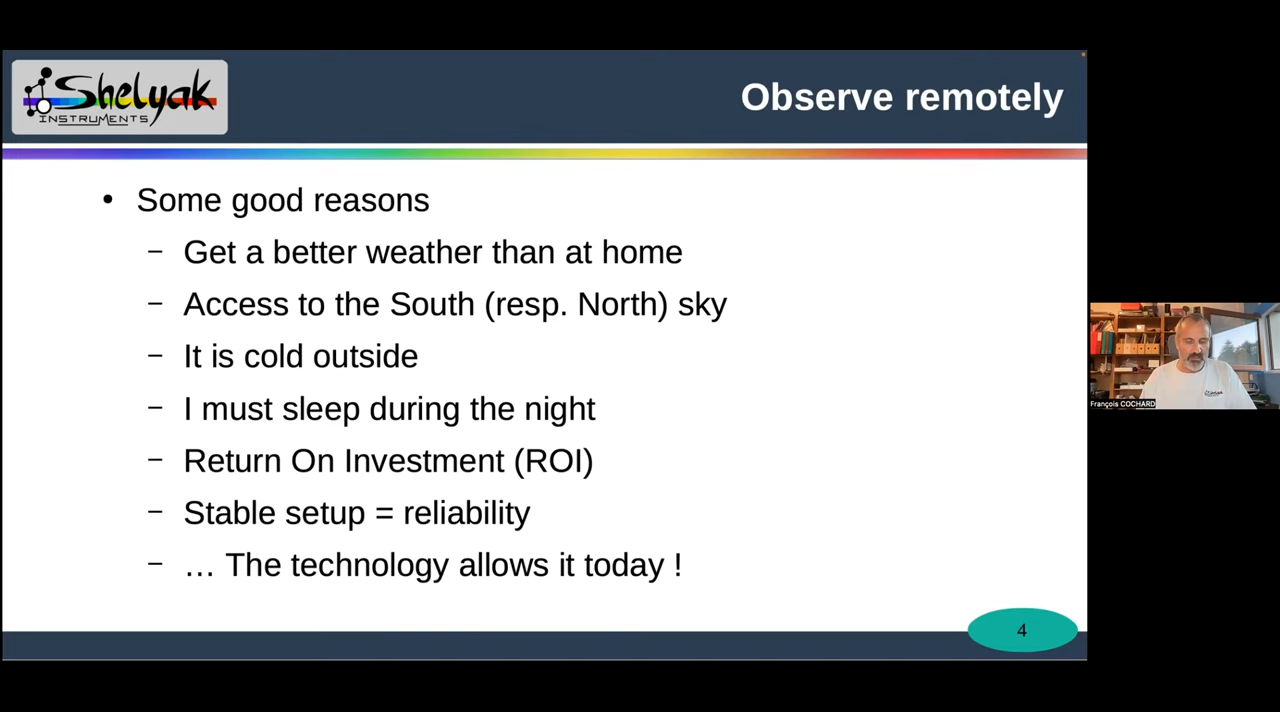 Shelyak
INSTRUMENTS
Observe remotely
• Some good reasons
– Get a better weather than at home
– Access to the South (resp. North) sky
– It is cold outside
– I must sleep during the night
– Return On Investment (ROI)
– Stable setup = reliability
– … The technology allows it today !
François COCHARD
4